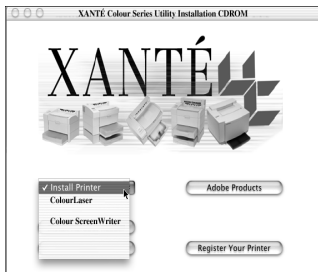 XANTÉ Colour Series Utility Installation CDROM
XANTÉ
✓ Install Printer
Adobe Products
ColourLaser
Colour ScreenWriter
Register Your Printer